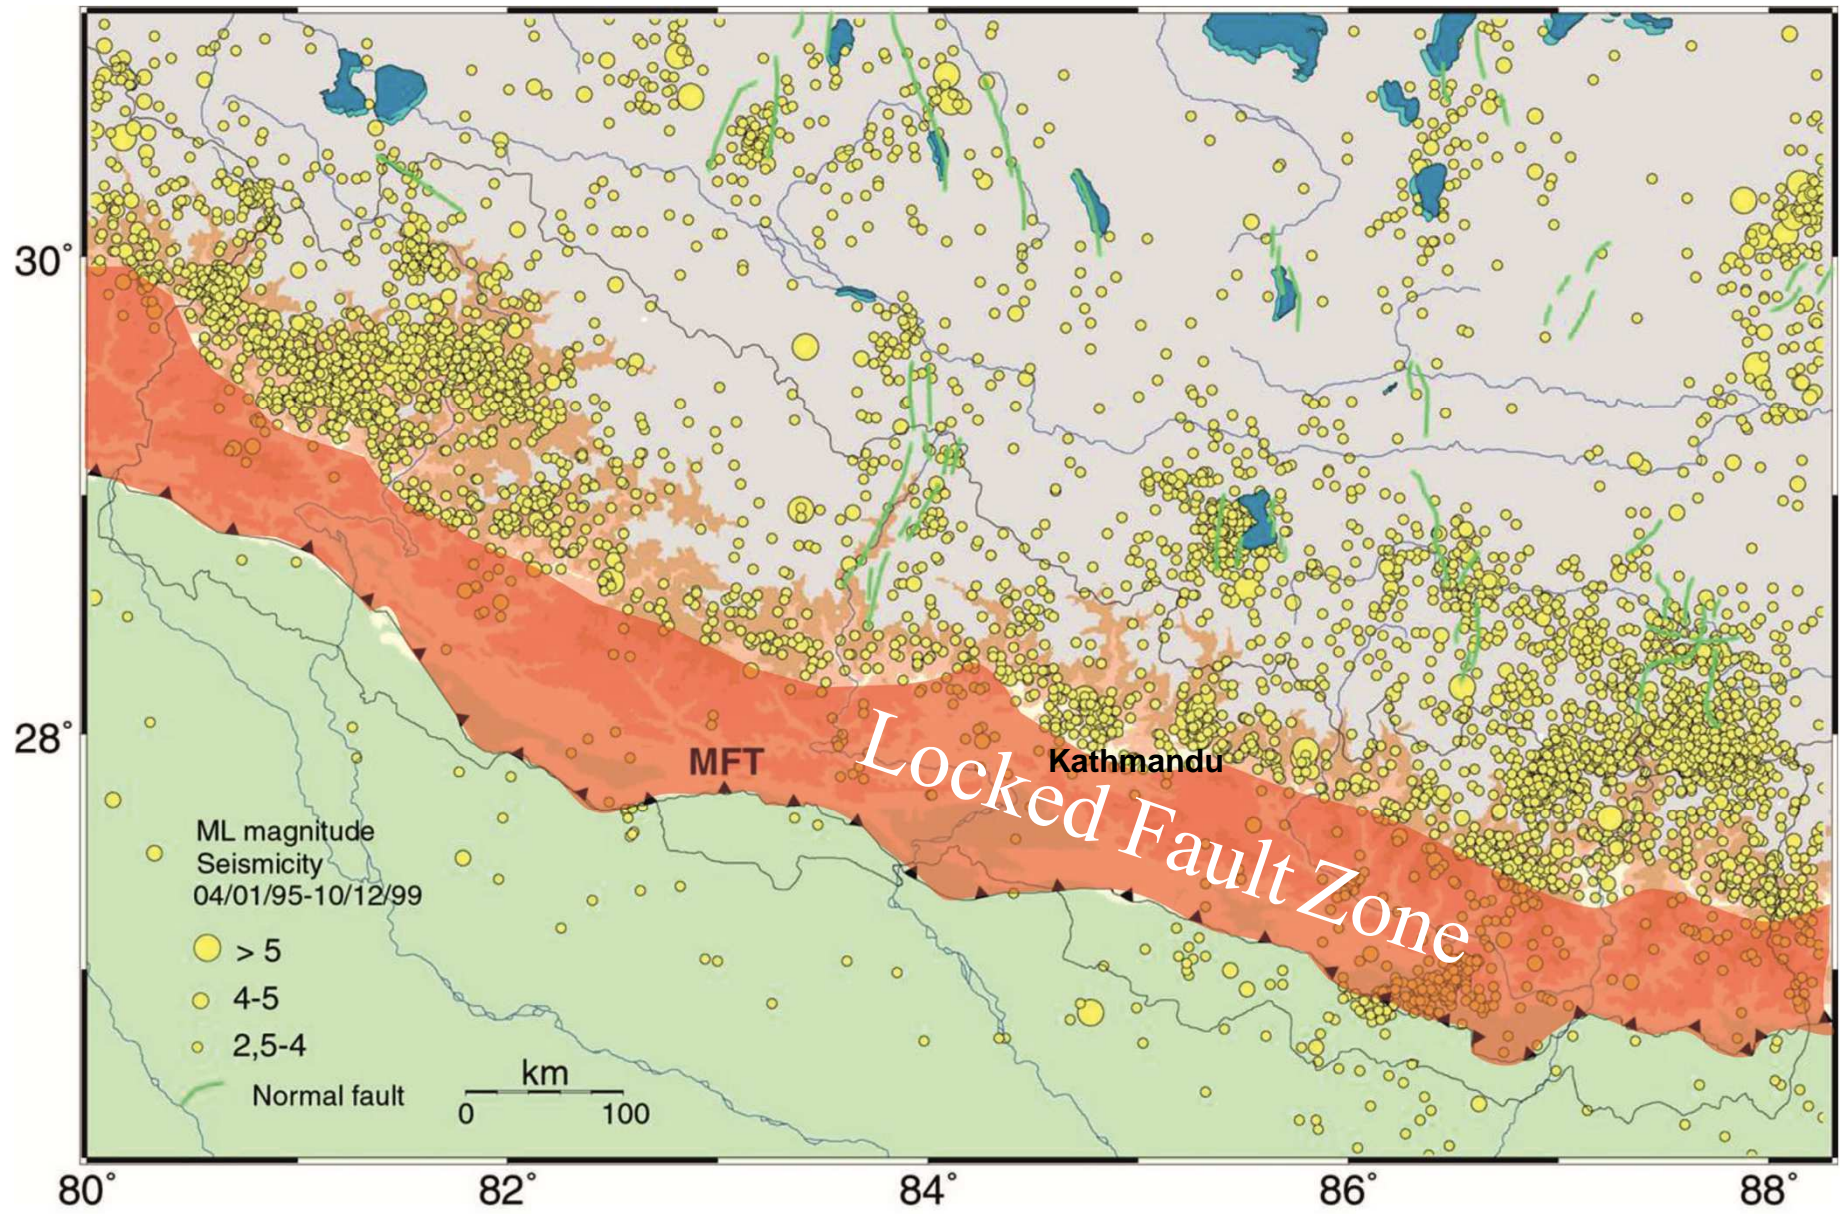 30°
28°
MFT
Locked Fault Zone
Kathmandu
ML magnitude
Seismicity
04/01/95-10/12/99
> 5
4-5
2,5-4
Normal fault
km
0 100
80° 82° 84° 86° 88°